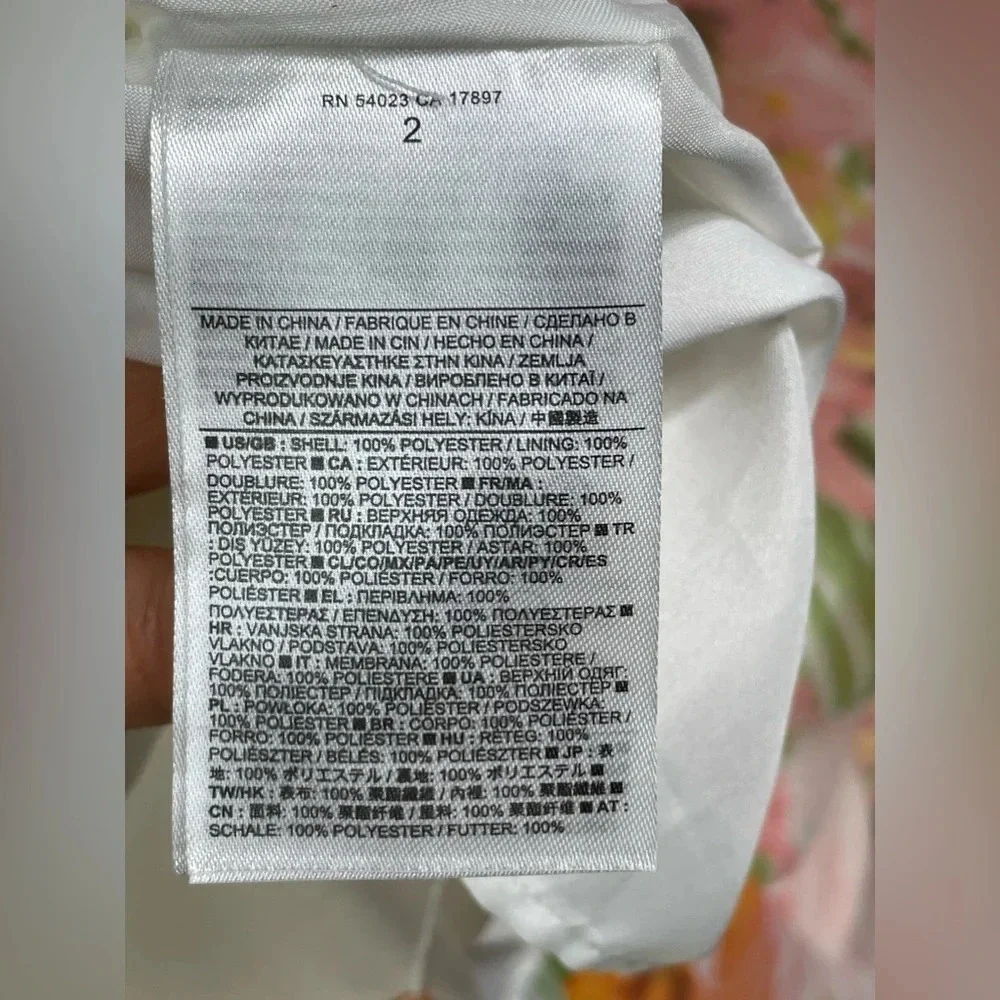 RN 54023 CA 17897
2
MADE IN CHINA / FABRIQUE EN CHINE / СДЕЛАНО В
КИТАЕ / MADE IN CIN / HECHO EN CHINA /
ΚΑΤΑΣΚΕΥΑΣΤΗΚΕ ΣΤΗΝ ΚΙΝΑ / ZEMLJA
PROIZVODNJE KINA / ВИРОБЛЕНО В КИТАЇ /
WYPRODUKOWANO W CHINACH / FABRICADO NA
CHINA / SZÁRMAZÁSI HELY: KÍNA / 中國製造
■ US/GB : SHELL: 100% POLYESTER / LINING: 100%
POLYESTER ■ CA : EXTÉRIEUR: 100% POLYESTER /
DOUBLURE: 100% POLYESTER ■ FR/MA :
EXTÉRIEUR: 100% POLYESTER / DOUBLURE: 100%
POLYESTER ■ RU : ВЕРХНЯЯ ОДЕЖДА: 100%
ПОЛИЭСТЕР / ПОДКЛАДКА: 100% ПОЛИЭСТЕР ■ TR
: DIŞ YÜZEY: 100% POLYESTER / ASTAR: 100%
POLYESTER ■ CL/CO/MX/PA/PE/UY/AR/PY/CR/ES
:CUERPO: 100% POLIÉSTER / FORRO: 100%
POLIÉSTER ■ EL : ΠΕΡΙΒΛΗΜΑ: 100%
ΠΟΛΥΕΣΤΕΡΑΣ / ΕΠΕΝΔΥΣΗ: 100% ΠΟΛΥΕΣΤΕΡΑΣ ■
HR : VANJSKA STRANA: 100% POLIESTERSKO
VLAKNO / PODSTAVA: 100% POLIESTERSKO
VLAKNO ■ IT : MEMBRANA: 100% POLIESTERE /
FODERA: 100% POLIESTERE ■ UA : ВЕРХНІЙ ОДЯГ:
100% ПОЛІЕСТЕР / ПІДКЛАДКА: 100% ПОЛІЕСТЕР ■
PL : POWŁOKA: 100% POLIESTER / PODSZEWKA:
100% POLIESTER ■ BR : CORPO: 100% POLIÉSTER /
FORRO: 100% POLIÉSTER ■ HU : RÉTEG: 100%
POLIÉSZTER / BÉLÉS: 100% POLIÉSZTER ■ JP : 表
地: 100% ポリエステル / 裏地: 100% ポリエステル ■
TW/HK : 表布: 100% 聚酯纖維 / 內裡: 100% 聚酯纖維 ■
CN : 面料: 100% 聚酯纤维 / 里料: 100% 聚酯纤维 ■ AT :
SCHALE: 100% POLYESTER / FUTTER: 100%